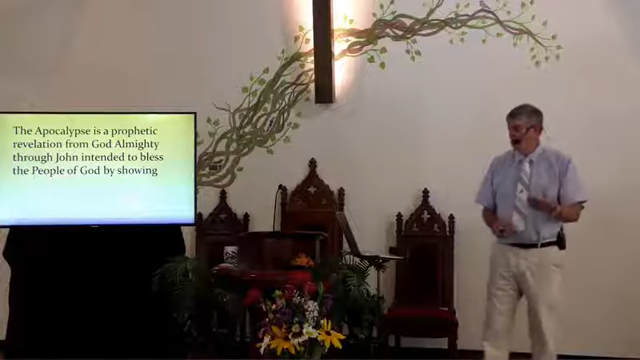 The Apocalypse is a prophetic
revelation from God Almighty
through John intended to bless
the People of God by showing